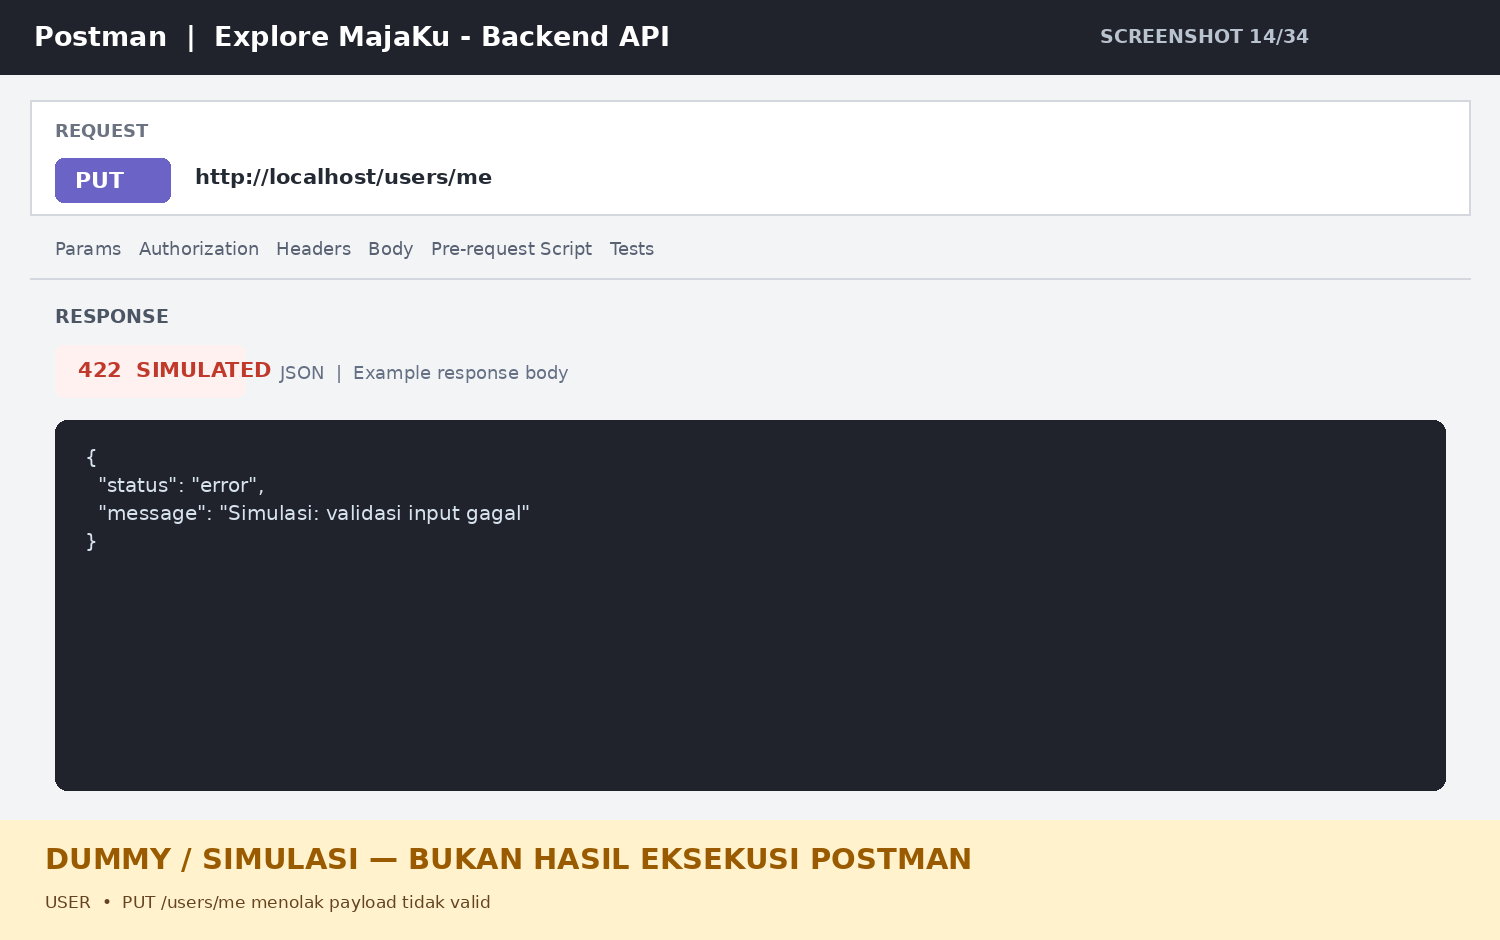 Postman | Explore MajaKu - Backend API
SCREENSHOT 14/34
REQUEST
PUT http://localhost/users/me
Params Authorization Headers Body Pre-request Script Tests
RESPONSE
422 SIMULATED JSON | Example response body
{
"status": "error",
"message": "Simulasi: validasi input gagal"
}
DUMMY / SIMULASI — BUKAN HASIL EKSEKUSI POSTMAN
USER • PUT /users/me menolak payload tidak valid